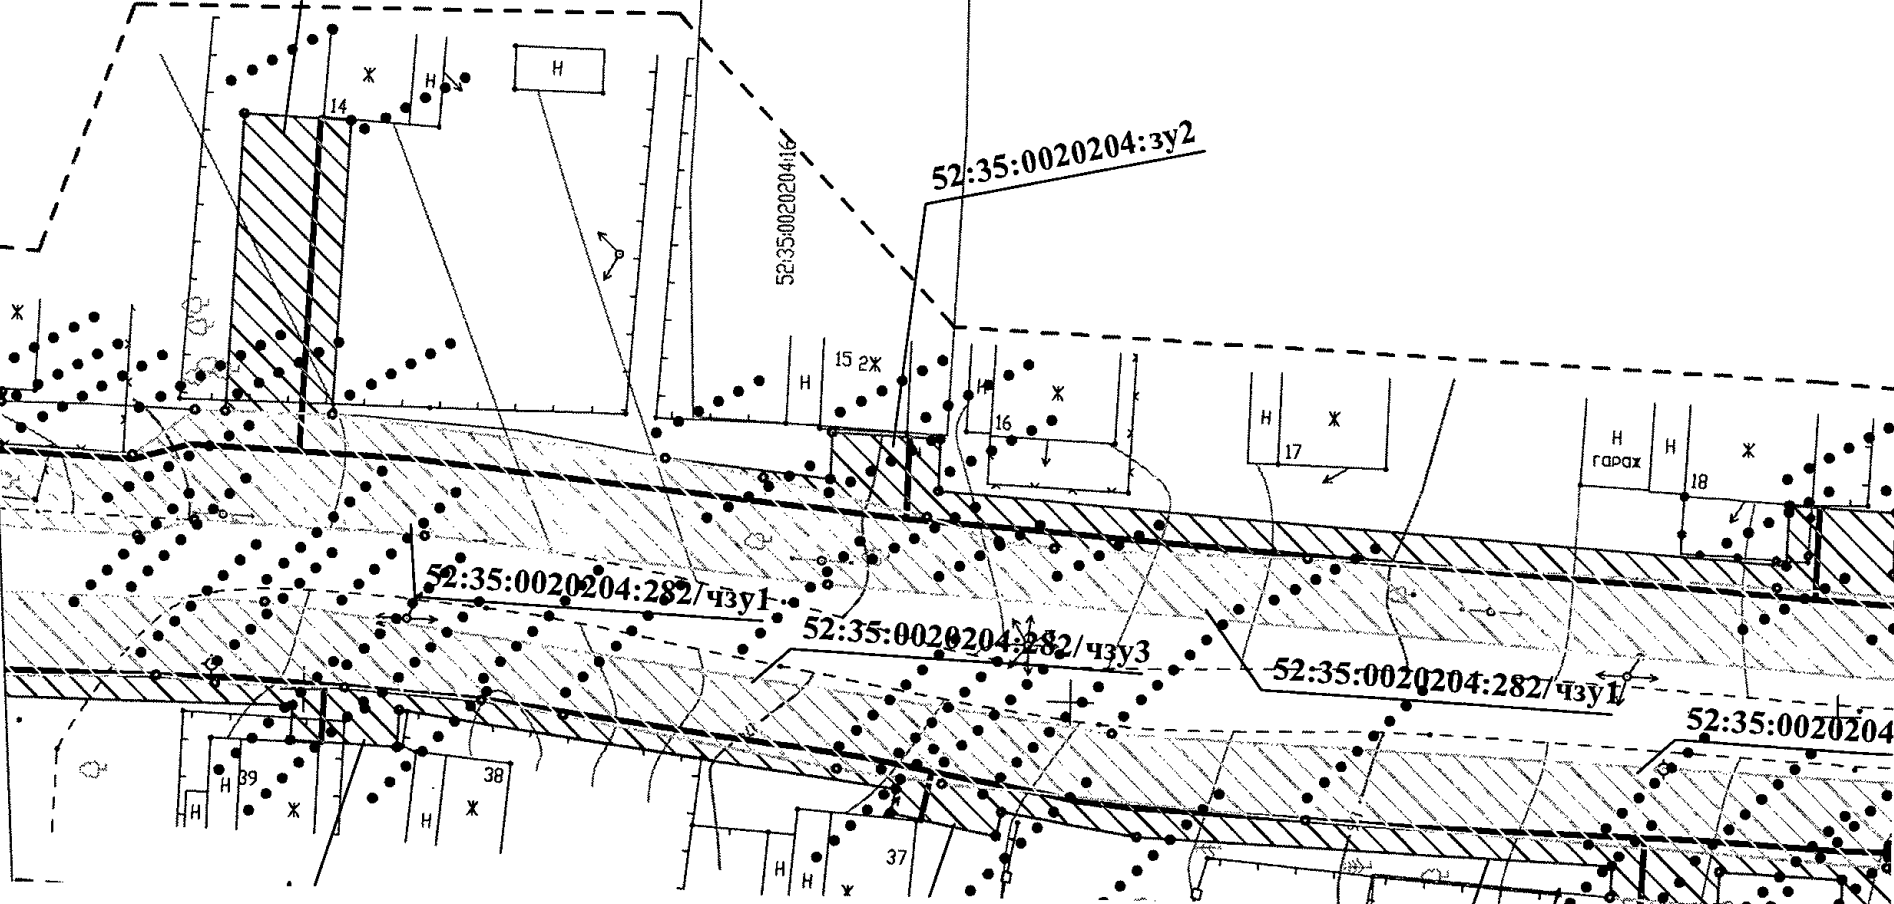 Ж
Н
Н
14
52:35:0020204:16
52:35:0020204:зу2
Ж
Н
15 2Ж
Н
Ж
16
Н
Ж
17
Н
гараж
Н
Ж
18
52:35:0020204:282/чзу1
52:35:0020204:282/чзу3
52:35:0020204:282/чзу1
52:35:0020204
Н
39
Н
Ж
38
Н
Ж
37
Н
Н
Ж